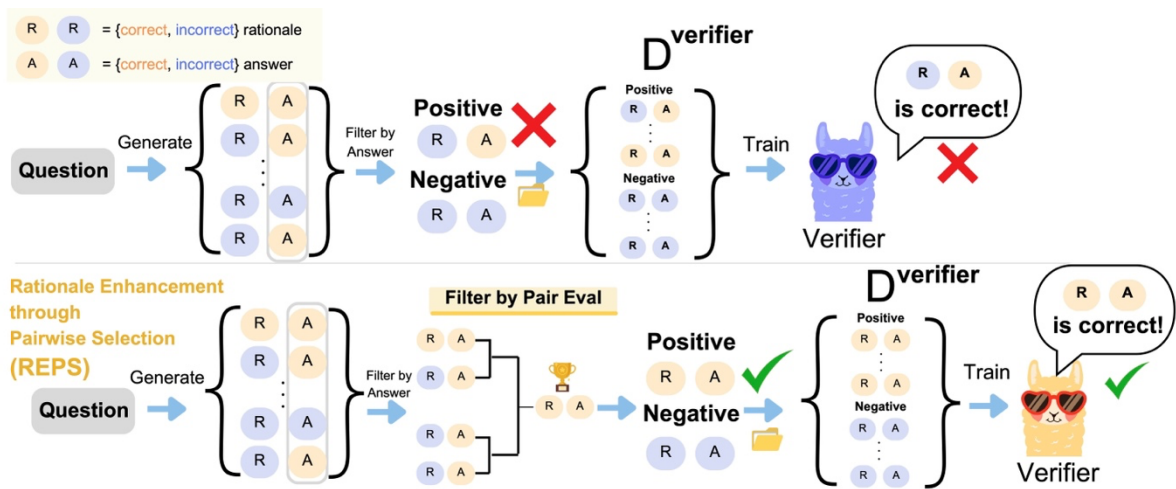 R R = {correct, incorrect} rationale
A A = {correct, incorrect} answer
Question
Generate
R A
R A
R A
R A
Filter by
Answer
Positive
R A
Negative
R A
D verifier
Positive
R A
R A
Negative
R A
R A
Train
R A
is correct!
Verifier
Rationale Enhancement
through
Pairwise Selection
(REPS)
Question
Generate
R A
R A
R A
R A
Filter by
Answer
Filter by Pair Eval
R A
R A
R A
R A
R A
Positive
R A
Negative
R A
D verifier
Positive
R A
R A
Negative
R A
R A
Train
R A
is correct!
Verifier